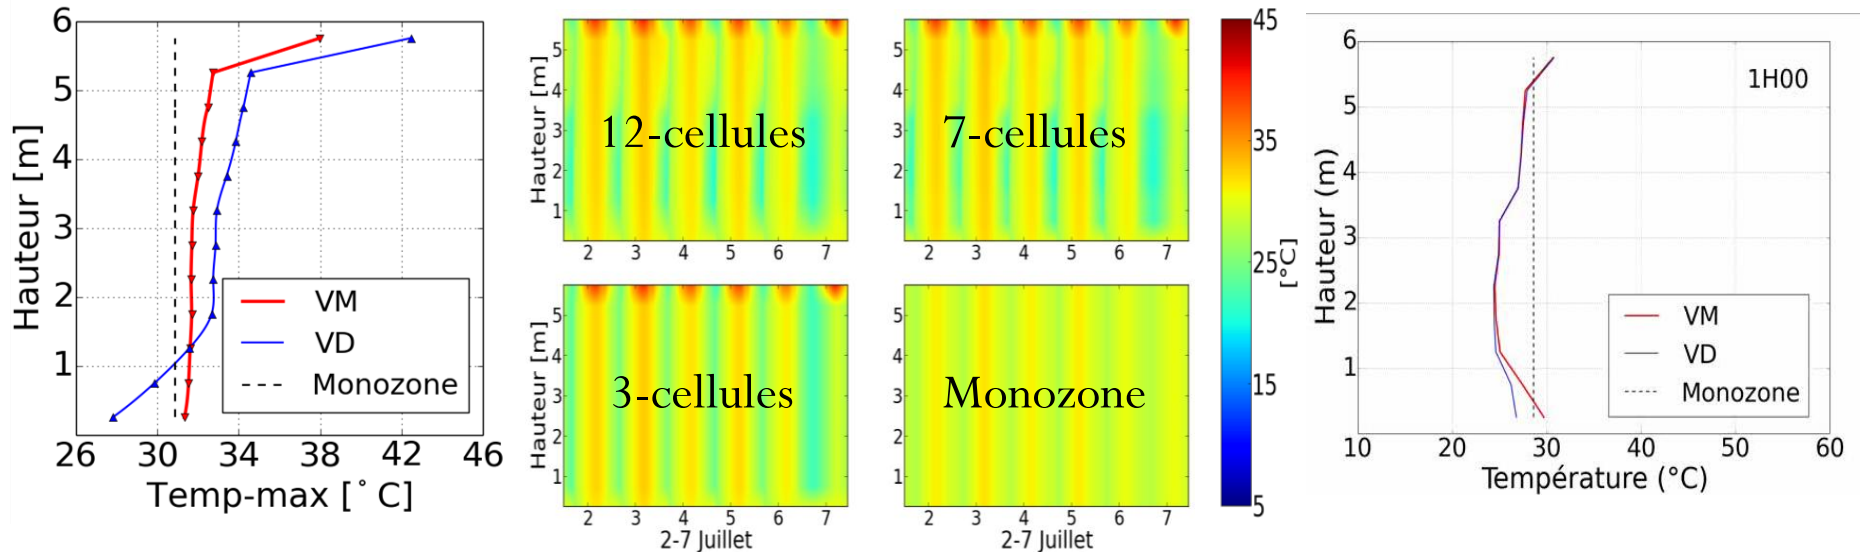 6
5
4
3
2
1
Hauteur [m]
VM
VD
Monozone
26 30 34 38 42 46
Temp-max [°C]
5
4
3
2
1
Hauteur [m]
12-cellules
2 3 4 5 6 7
5
4
3
2
1
7-cellules
2 3 4 5 6 7
5
4
3
2
1
Hauteur [m]
3-cellules
2 3 4 5 6 7
2-7 Juillet
5
4
3
2
1
Monozone
2 3 4 5 6 7
2-7 Juillet
45
35
25
15
5
[°C]
6
5
4
3
2
1
Hauteur (m)
1H00
VM
VD
Monozone
10 20 30 40 50 60
Température (°C)